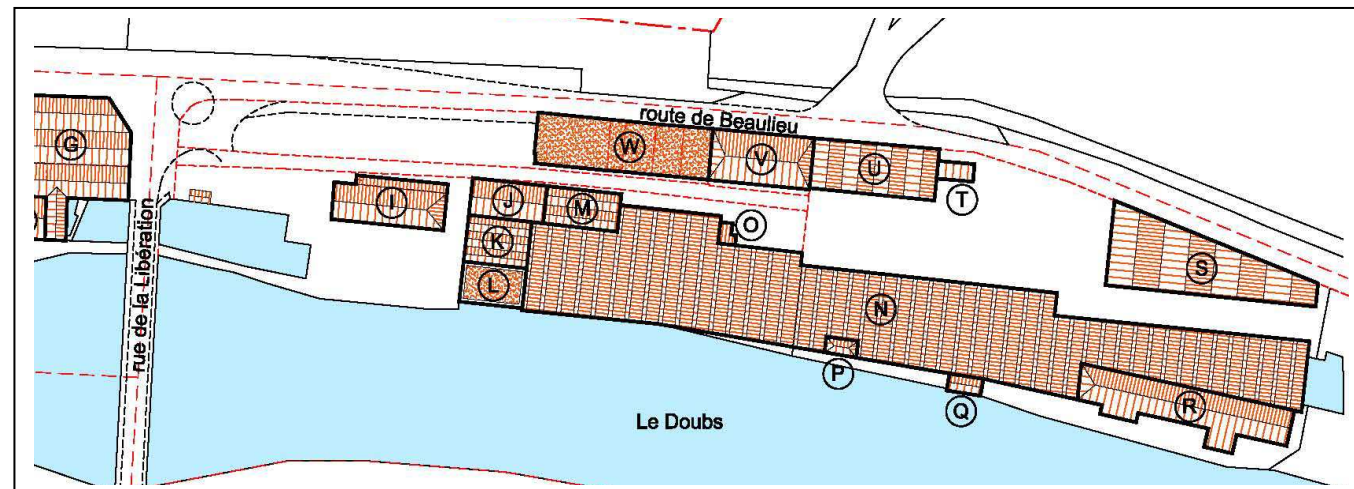 route de Beaulieu
G
W
V
U
T
I
J
M
O
K
S
L
N
rue de la Libération
P
Q
R
Le Doubs